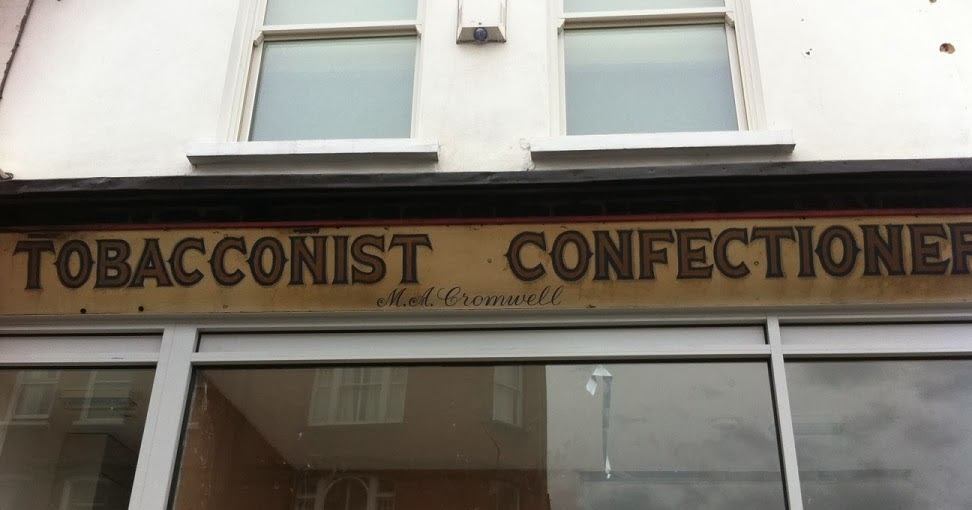 TOBACCONIST CONFECTIONER
M.A. Cromwell